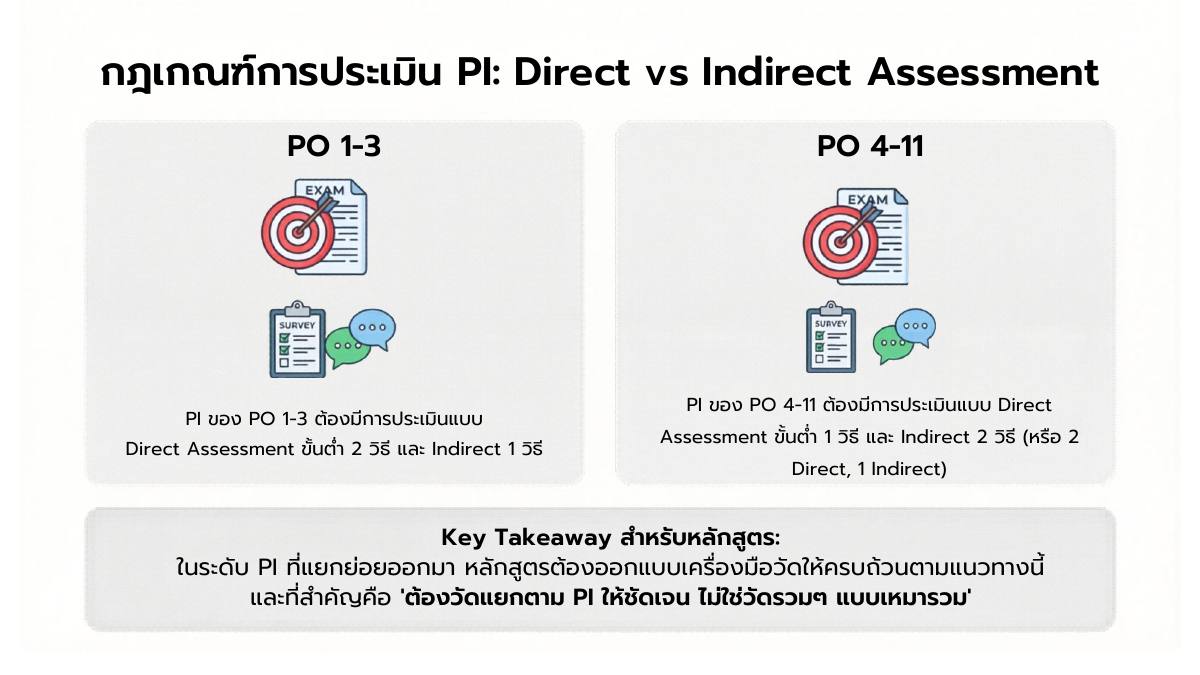 กฎเกณฑ์การประเมิน PI: Direct vs Indirect Assessment
PO 1-3
EXAM
SURVEY
PI ของ PO 1-3 ต้องมีการประเมินแบบ
Direct Assessment ขั้นต่ำ 2 วิธี และ Indirect 1 วิธี
PO 4-11
EXAM
SURVEY
PI ของ PO 4-11 ต้องมีการประเมินแบบ Direct
Assessment ขั้นต่ำ 1 วิธี และ Indirect 2 วิธี (หรือ 2
Direct, 1 Indirect)
Key Takeaway สำหรับหลักสูตร:
ในระดับ PI ที่แยกย่อยออกมา หลักสูตรต้องออกแบบเครื่องมือวัดให้ครบถ้วนตามแนวทางนี้
และที่สำคัญคือ 'ต้องวัดแยกตาม PI ให้ชัดเจน ไม่ใช่วัดรวมๆ แบบเหมารวม'